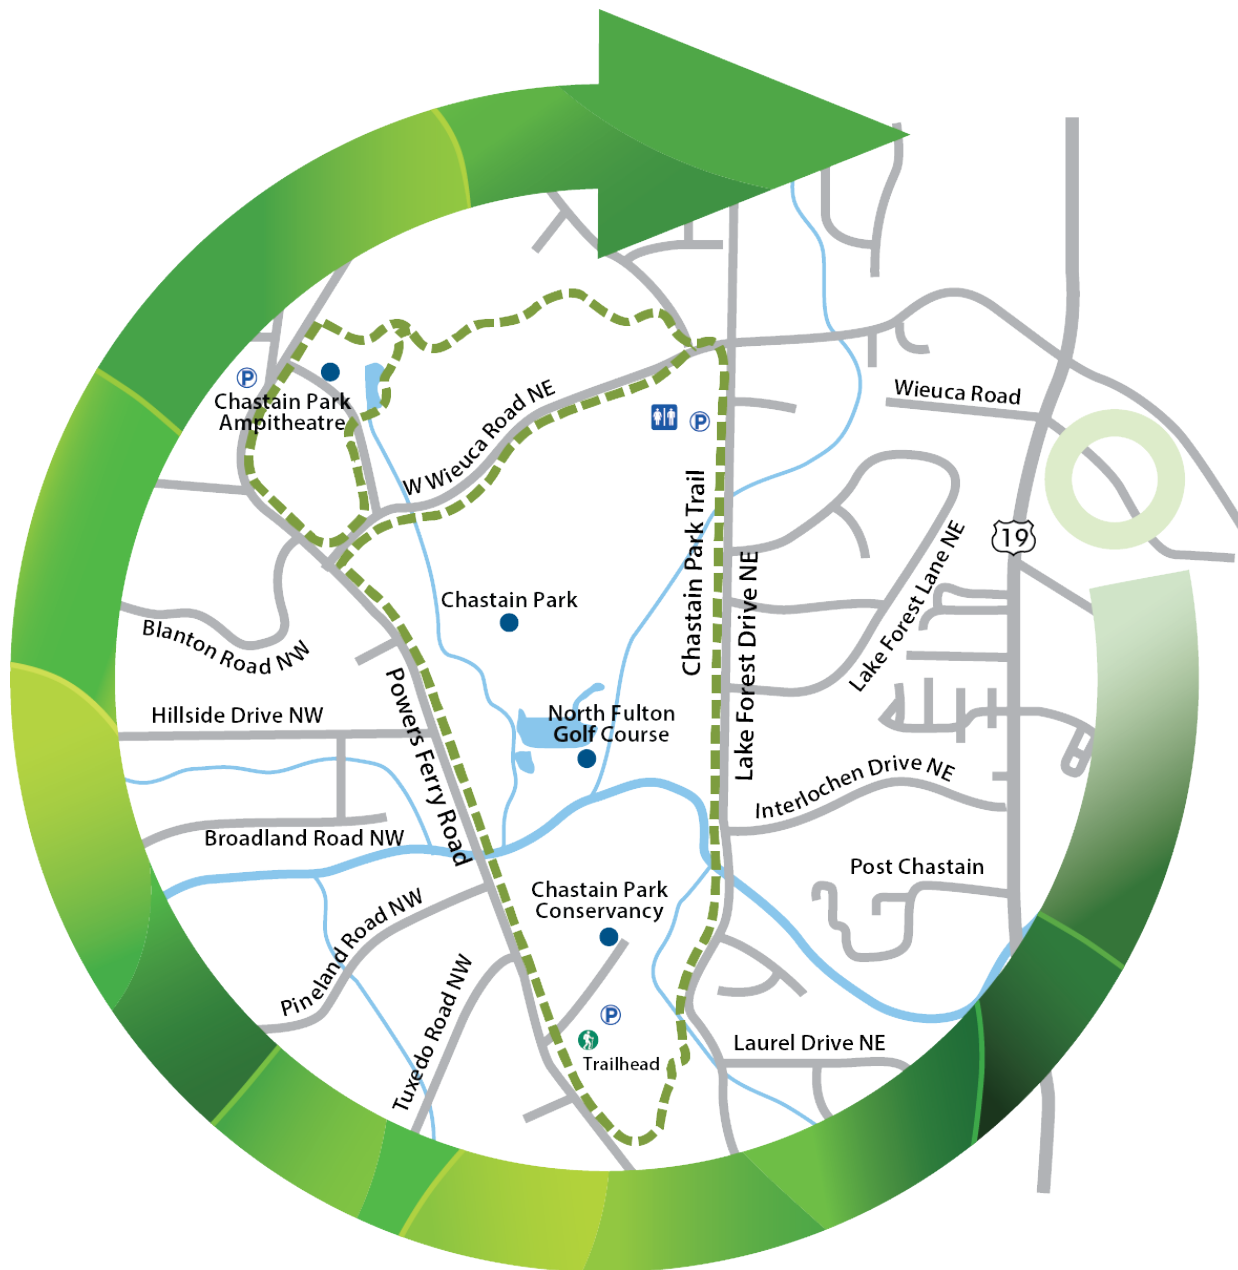 P
Chastain Park
Ampitheatre
W Wieuca Road NE
P
Wieuca Road
Chastain Park Trail
Lake Forest Drive NE
Lake Forest Lane NE
19
Chastain Park
Blanton Road NW
Hillside Drive NW
Powers Ferry Road
North Fulton
Golf Course
Interlochen Drive NE
Broadland Road NW
Post Chastain
Chastain Park
Conservancy
Pineland Road NW
Tuxedo Road NW
P
Trailhead
Laurel Drive NE